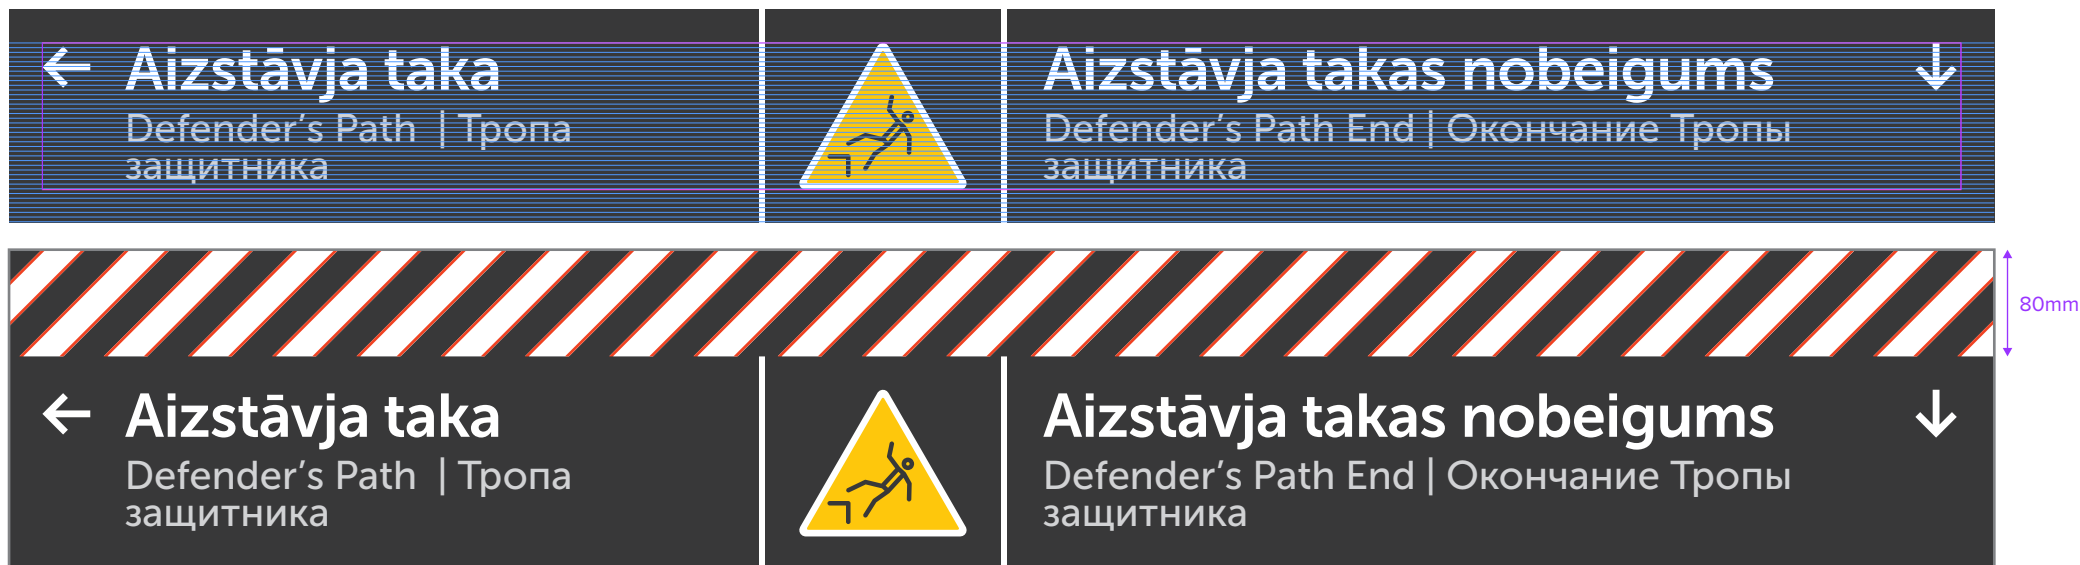 Aizstāvja taka
Defender’s Path | Тропа
защитника
Aizstāvja takas nobeigums
Defender’s Path End | Окончание Тропы
защитника
80mm
Aizstāvja taka
Defender’s Path | Тропа
защитника
Aizstāvja takas nobeigums
Defender’s Path End | Окончание Тропы
защитника